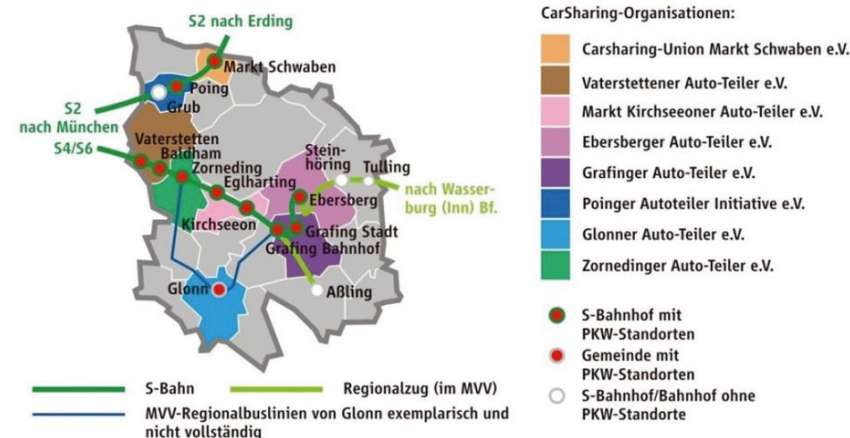 S2 nach Erding
Markt Schwaben
Poing
Grub
S2
nach München
S4/S6
Vaterstetten
Baldham
Zorneding
Eglharting
Kirchseeon
Stein-
höring
Tulling
Ebersberg
nach Wasser-
burg (Inn) Bf.
Grafing Stadt
Grafing Bahnhof
Glonn
Aßling
S-Bahn
Regionalzug (im MVV)
MVV-Regionalbuslinien von Glonn exemplarisch und
nicht vollständig
CarSharing-Organisationen:
Carsharing-Union Markt Schwaben e.V.
Vaterstettener Auto-Teiler e.V.
Markt Kirchseeoner Auto-Teiler e.V.
Ebersberger Auto-Teiler e.V.
Grafinger Auto-Teiler e.V.
Poinger Autoteiler Initiative e.V.
Glonner Auto-Teiler e.V.
Zornedinger Auto-Teiler e.V.
S-Bahnhof mit
PKW-Standorten
Gemeinde mit
PKW-Standorten
S-Bahnhof/Bahnhof ohne
PKW-Standorte